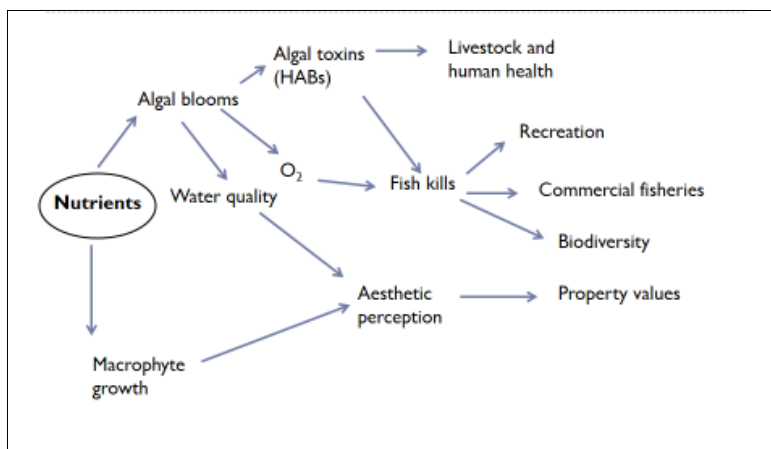 Algal toxins
(HABs)
Livestock and
human health
Algal blooms
Recreation
O₂
Fish kills
Water quality
Commercial fisheries
Nutrients
Biodiversity
Aesthetic
perception
Property values
Macrophyte
growth